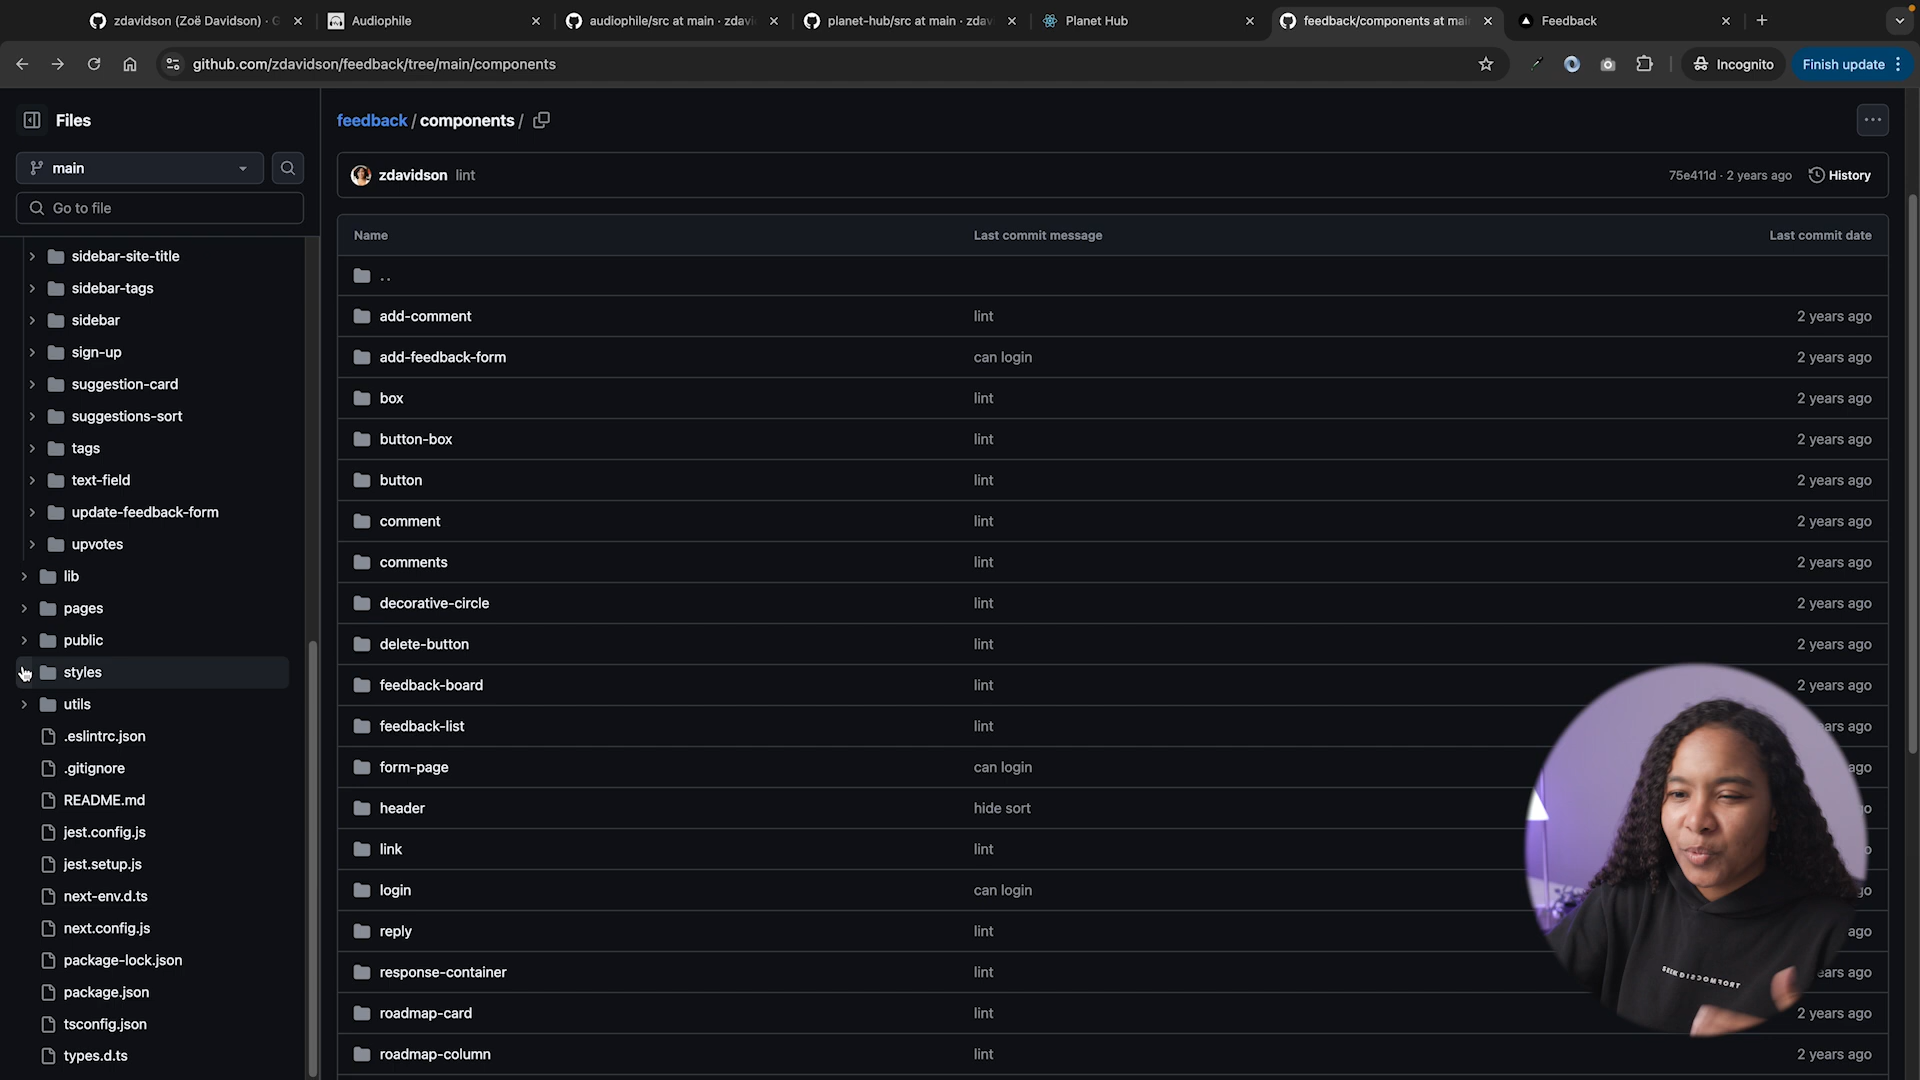 zdavidson (Zoë Davidson) · G
Audiophile
audiophile/src at main · zdavi
planet-hub/src at main · zdav
Planet Hub
feedback/components at mai
Feedback
github.com/zdavidson/feedback/tree/main/components
Incognito
Finish update
Files
main
Go to file
sidebar-site-title
sidebar-tags
sidebar
sign-up
suggestion-card
suggestions-sort
tags
text-field
update-feedback-form
upvotes
lib
pages
public
styles
utils
.eslintrc.json
.gitignore
README.md
jest.config.js
jest.setup.js
next-env.d.ts
next.config.js
package-lock.json
package.json
tsconfig.json
types.d.ts
feedback / components /
zdavidson lint
75e411d · 2 years ago
History
Name Last commit message Last commit date
..
add-comment lint 2 years ago
add-feedback-form can login 2 years ago
box lint 2 years ago
button-box lint 2 years ago
button lint 2 years ago
comment lint 2 years ago
comments lint 2 years ago
decorative-circle lint 2 years ago
delete-button lint 2 years ago
feedback-board lint 2 years ago
feedback-list lint ars ago
form-page can login ago
header hide sort o
link lint o
login can login go
reply lint ago
response-container lint ears ago
roadmap-card lint 2 years ago
roadmap-column lint 2 years ago